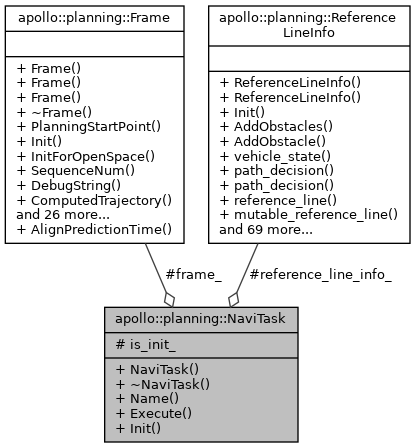 apollo::planning::Frame
+ Frame()
+ Frame()
+ Frame()
+ ~Frame()
+ PlanningStartPoint()
+ Init()
+ InitForOpenSpace()
+ SequenceNum()
+ DebugString()
+ ComputedTrajectory()
and 26 more...
+ AlignPredictionTime()
apollo::planning::Reference
LineInfo
+ ReferenceLineInfo()
+ ReferenceLineInfo()
+ Init()
+ AddObstacles()
+ AddObstacle()
+ vehicle_state()
+ path_decision()
+ path_decision()
+ reference_line()
+ mutable_reference_line()
and 69 more...
#frame_
#reference_line_info_
apollo::planning::NaviTask
# is_init_
+ NaviTask()
+ ~NaviTask()
+ Name()
+ Execute()
+ Init()